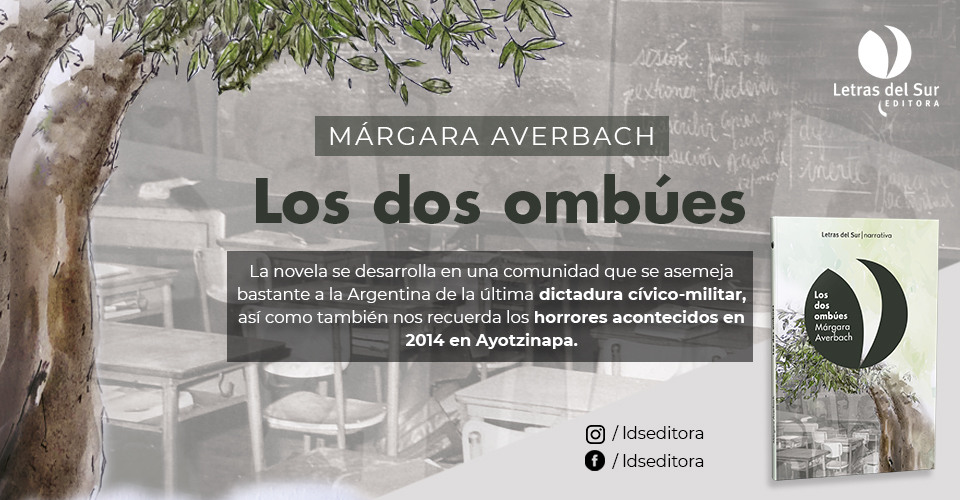 Letras del Sur
EDITORA
MÁRGARA AVERBACH
Los dos ombúes
La novela se desarrolla en una comunidad que se asemeja
bastante a la Argentina de la última dictadura cívico-militar,
así como también nos recuerda los horrores acontecidos en
2014 en Ayotzinapa.
Letras del Sur | narrativa
Los
dos
ombúes
Márgara
Averbach
/ ldseditora
/ ldseditora